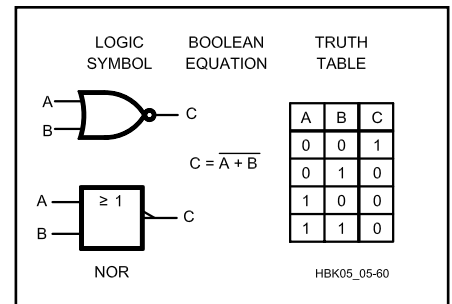 LOGIC SYMBOL
BOOLEAN EQUATION
TRUTH TABLE
A
B
C
A
B
≥ 1
C
NOR
C = \overline{A + B}
A B C
0 0 1
0 1 0
1 0 0
1 1 0
HBK05_05-60